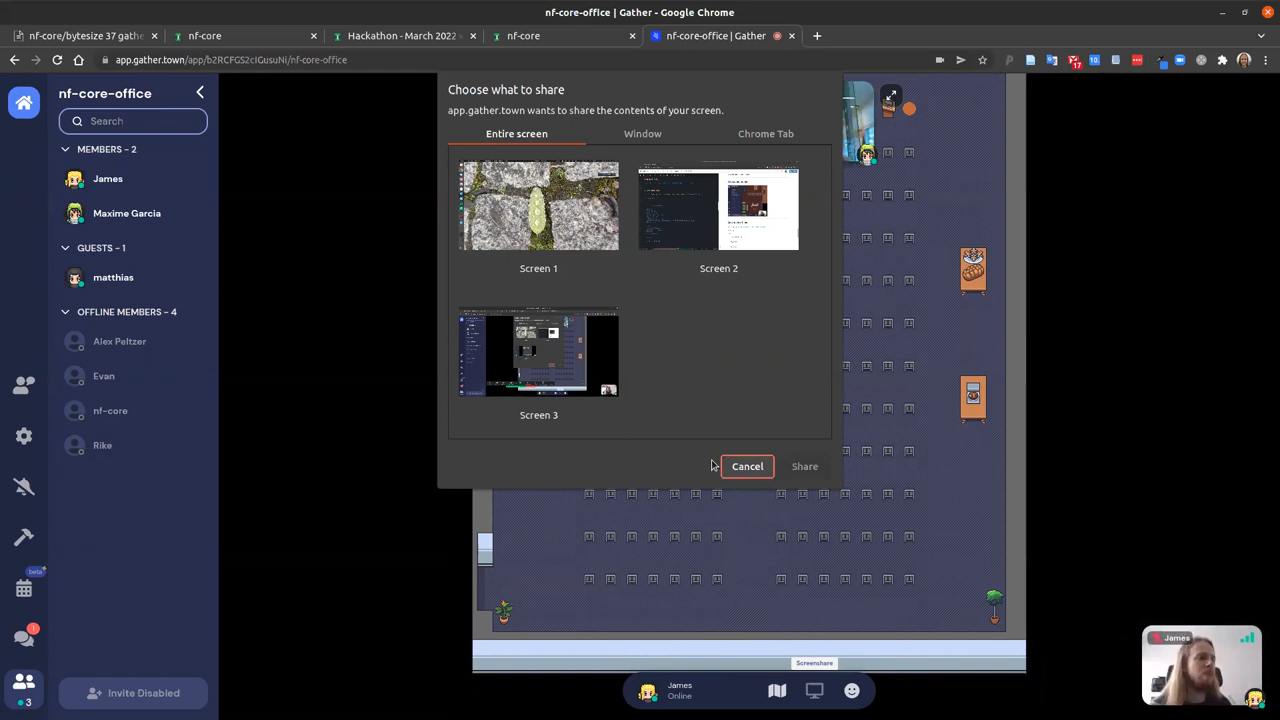 nf-core-office | Gather - Google Chrome
nf-core/bytesize 37 gathe
nf-core
Hackathon - March 2022
nf-core
nf-core-office | Gather
app.gather.town/app/b2RCFGS2cIGusuNi/nf-core-office
17
nf-core-office
Search
MEMBERS – 2
James
Maxime Garcia
GUESTS – 1
matthias
OFFLINE MEMBERS – 4
Alex Peltzer
Evan
nf-core
Rike
beta
1
3
Invite Disabled
Choose what to share
app.gather.town wants to share the contents of your screen.
Entire screen
Window
Chrome Tab
Screen 1
Screen 2
Screen 3
Cancel
Share
Screenshare
James
Online
James